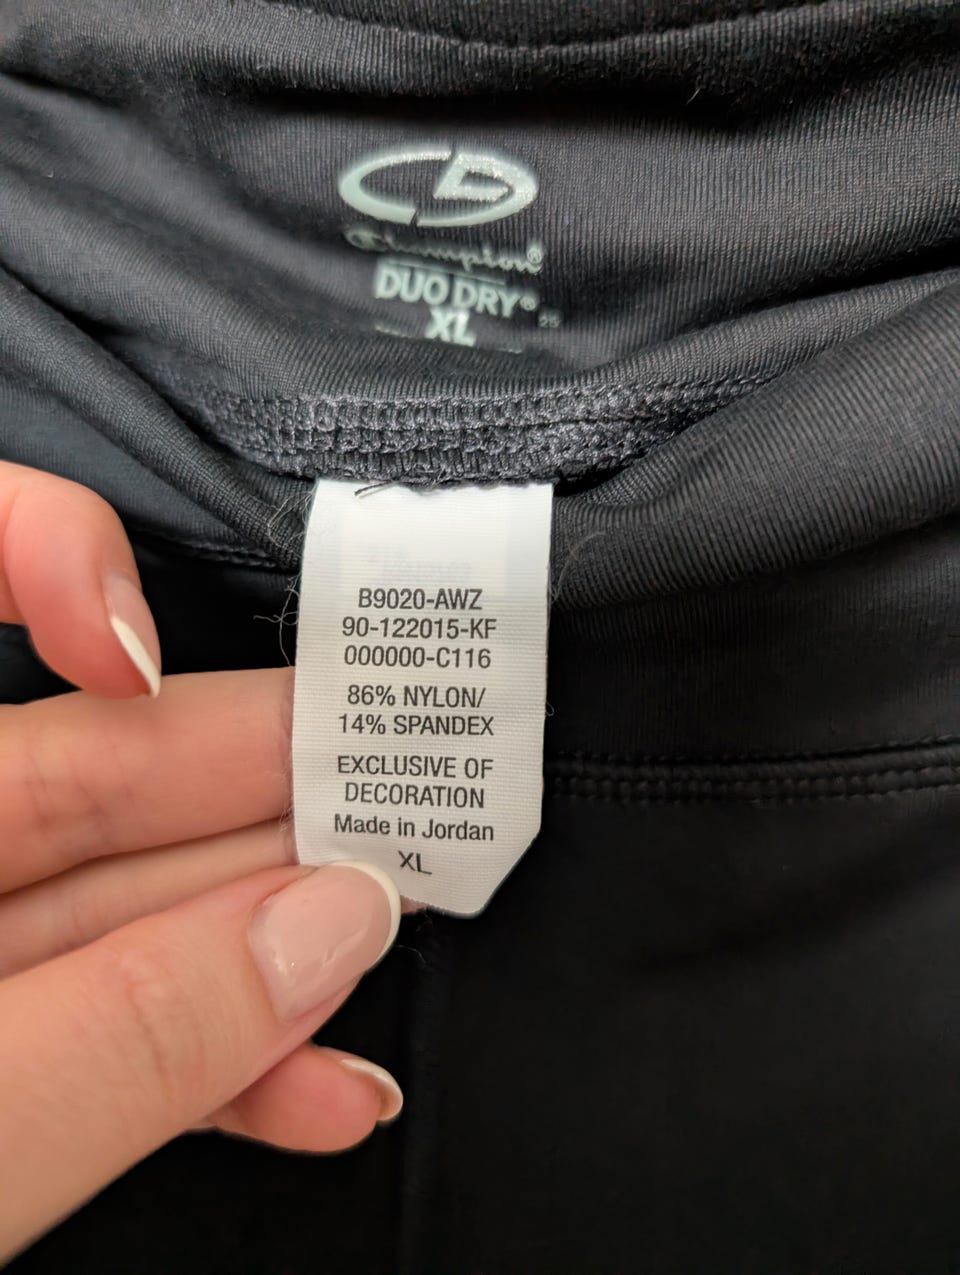 Champion®
DUO DRY®
XL
25
B9020-AWZ
90-122015-KF
000000-C116
86% NYLON/
14% SPANDEX
EXCLUSIVE OF
DECORATION
Made in Jordan
XL